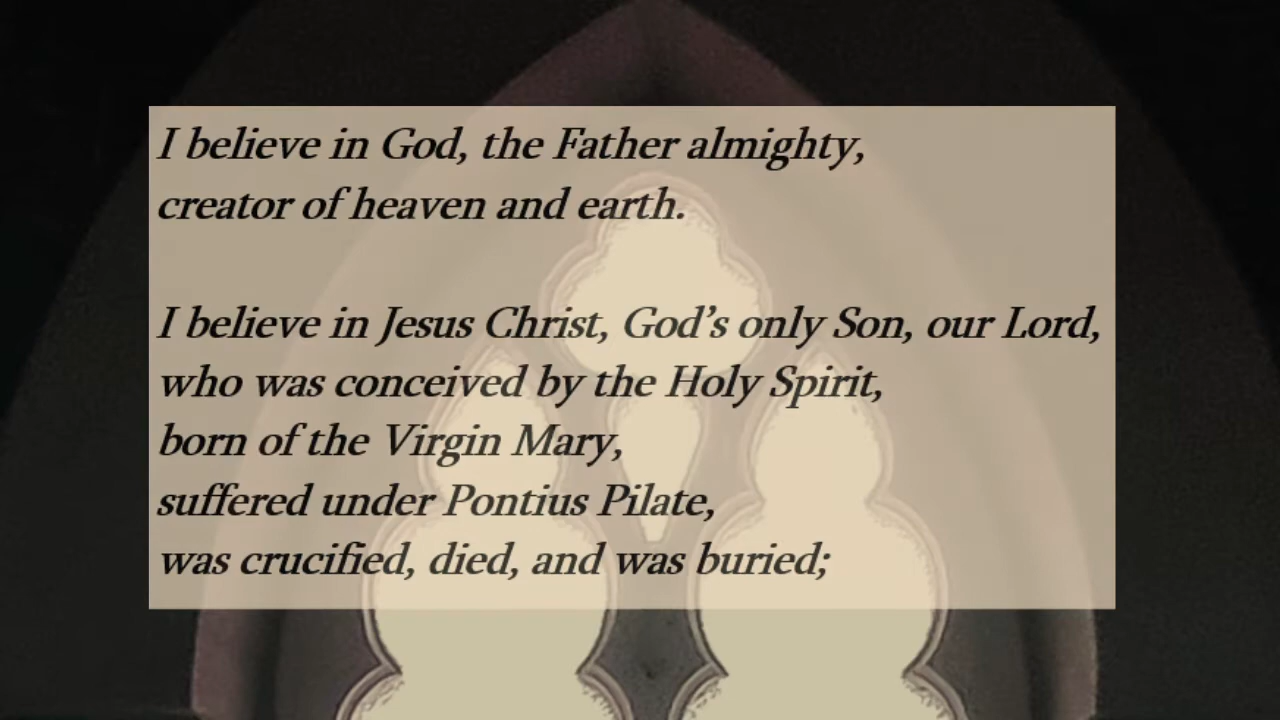 I believe in God, the Father almighty,
creator of heaven and earth.
I believe in Jesus Christ, God’s only Son, our Lord,
who was conceived by the Holy Spirit,
born of the Virgin Mary,
suffered under Pontius Pilate,
was crucified, died, and was buried;